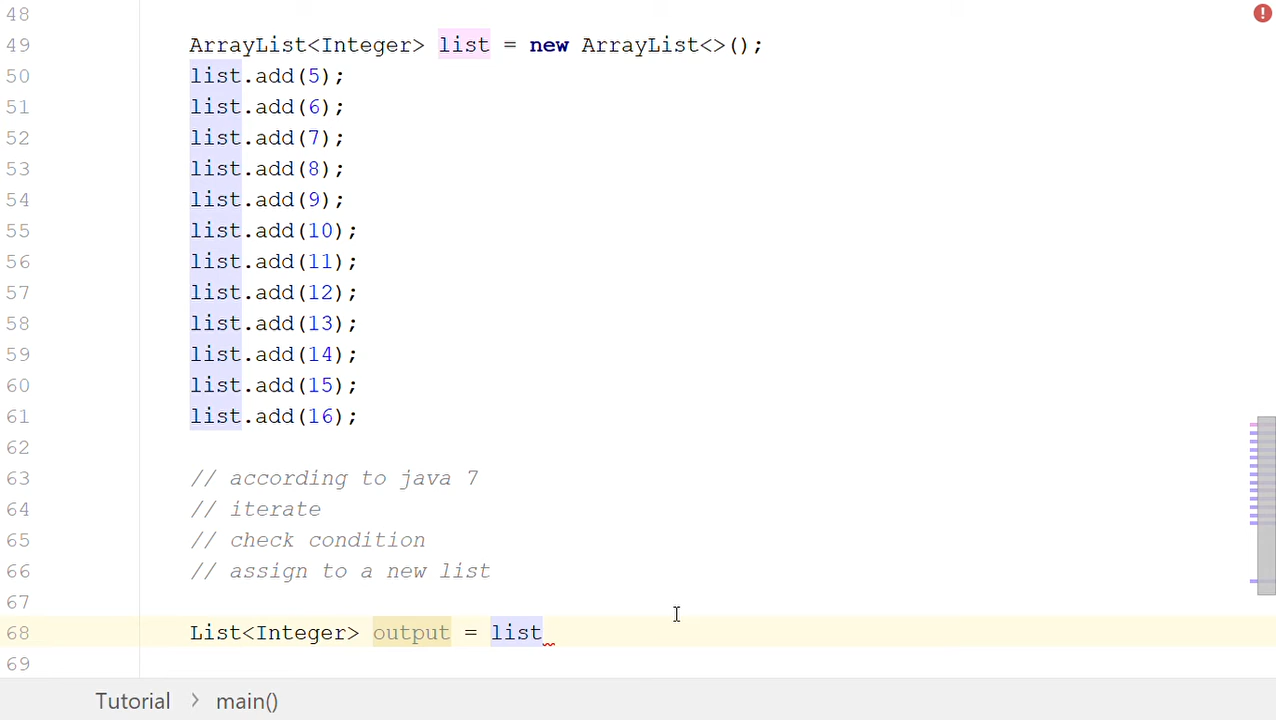 48
49 ArrayList<Integer> list = new ArrayList<>();
50 list.add(5);
51 list.add(6);
52 list.add(7);
53 list.add(8);
54 list.add(9);
55 list.add(10);
56 list.add(11);
57 list.add(12);
58 list.add(13);
59 list.add(14);
60 list.add(15);
61 list.add(16);
62
63 // according to java 7
64 // iterate
65 // check condition
66 // assign to a new list
67
68 List<Integer> output = list
69
Tutorial > main()